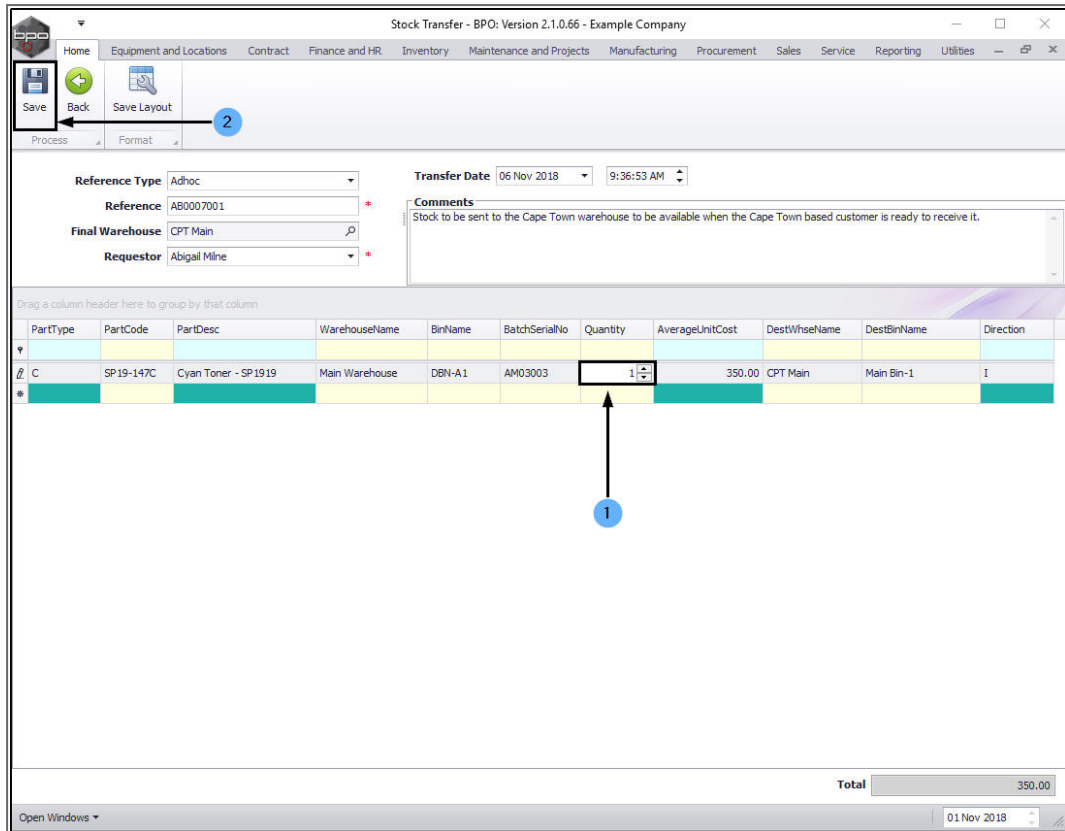 Stock Transfer - BPO: Version 2.1.0.66 - Example Company
bpo
Home Equipment and Locations Contract Finance and HR Inventory Maintenance and Projects Manufacturing Procurement Sales Service Reporting Utilities
Save Back Save Layout
2
Process Format
Reference Type Adhoc Transfer Date 06 Nov 2018 9:36:53 AM
Reference AB0007001 * Comments
Stock to be sent to the Cape Town warehouse to be available when the Cape Town based customer is ready to receive it.
Final Warehouse CPT Main
Requestor Abigail Milne *
Drag a column header here to group by that column
PartType PartCode PartDesc WarehouseName BinName BatchSerialNo Quantity AverageUnitCost DestWhseName DestBinName Direction
C SP19-147C Cyan Toner - SP1919 Main Warehouse DBN-A1 AM03003 1 350.00 CPT Main Main Bin-1 I
1
Total 350.00
Open Windows 01 Nov 2018